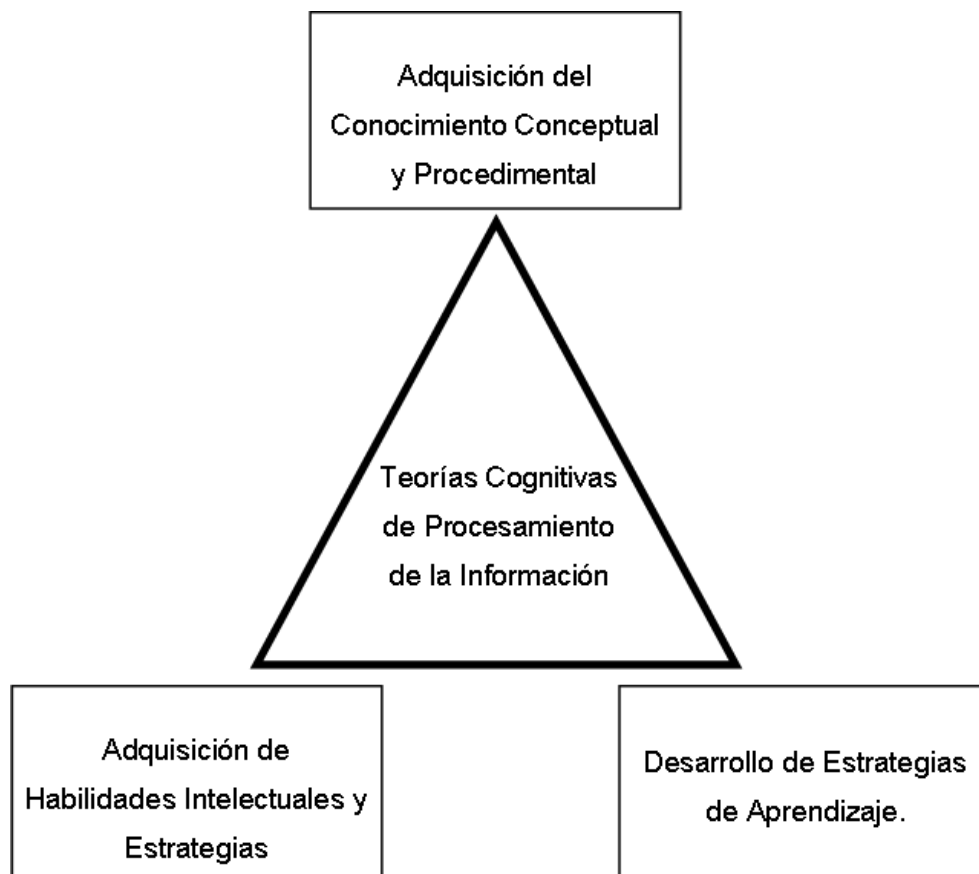 Adquisición del
Conocimiento Conceptual
y Procedimental
Teorías Cognitivas
de Procesamiento
de la Información
Adquisición de
Habilidades Intelectuales y
Estrategias
Desarrollo de Estrategias
de Aprendizaje.